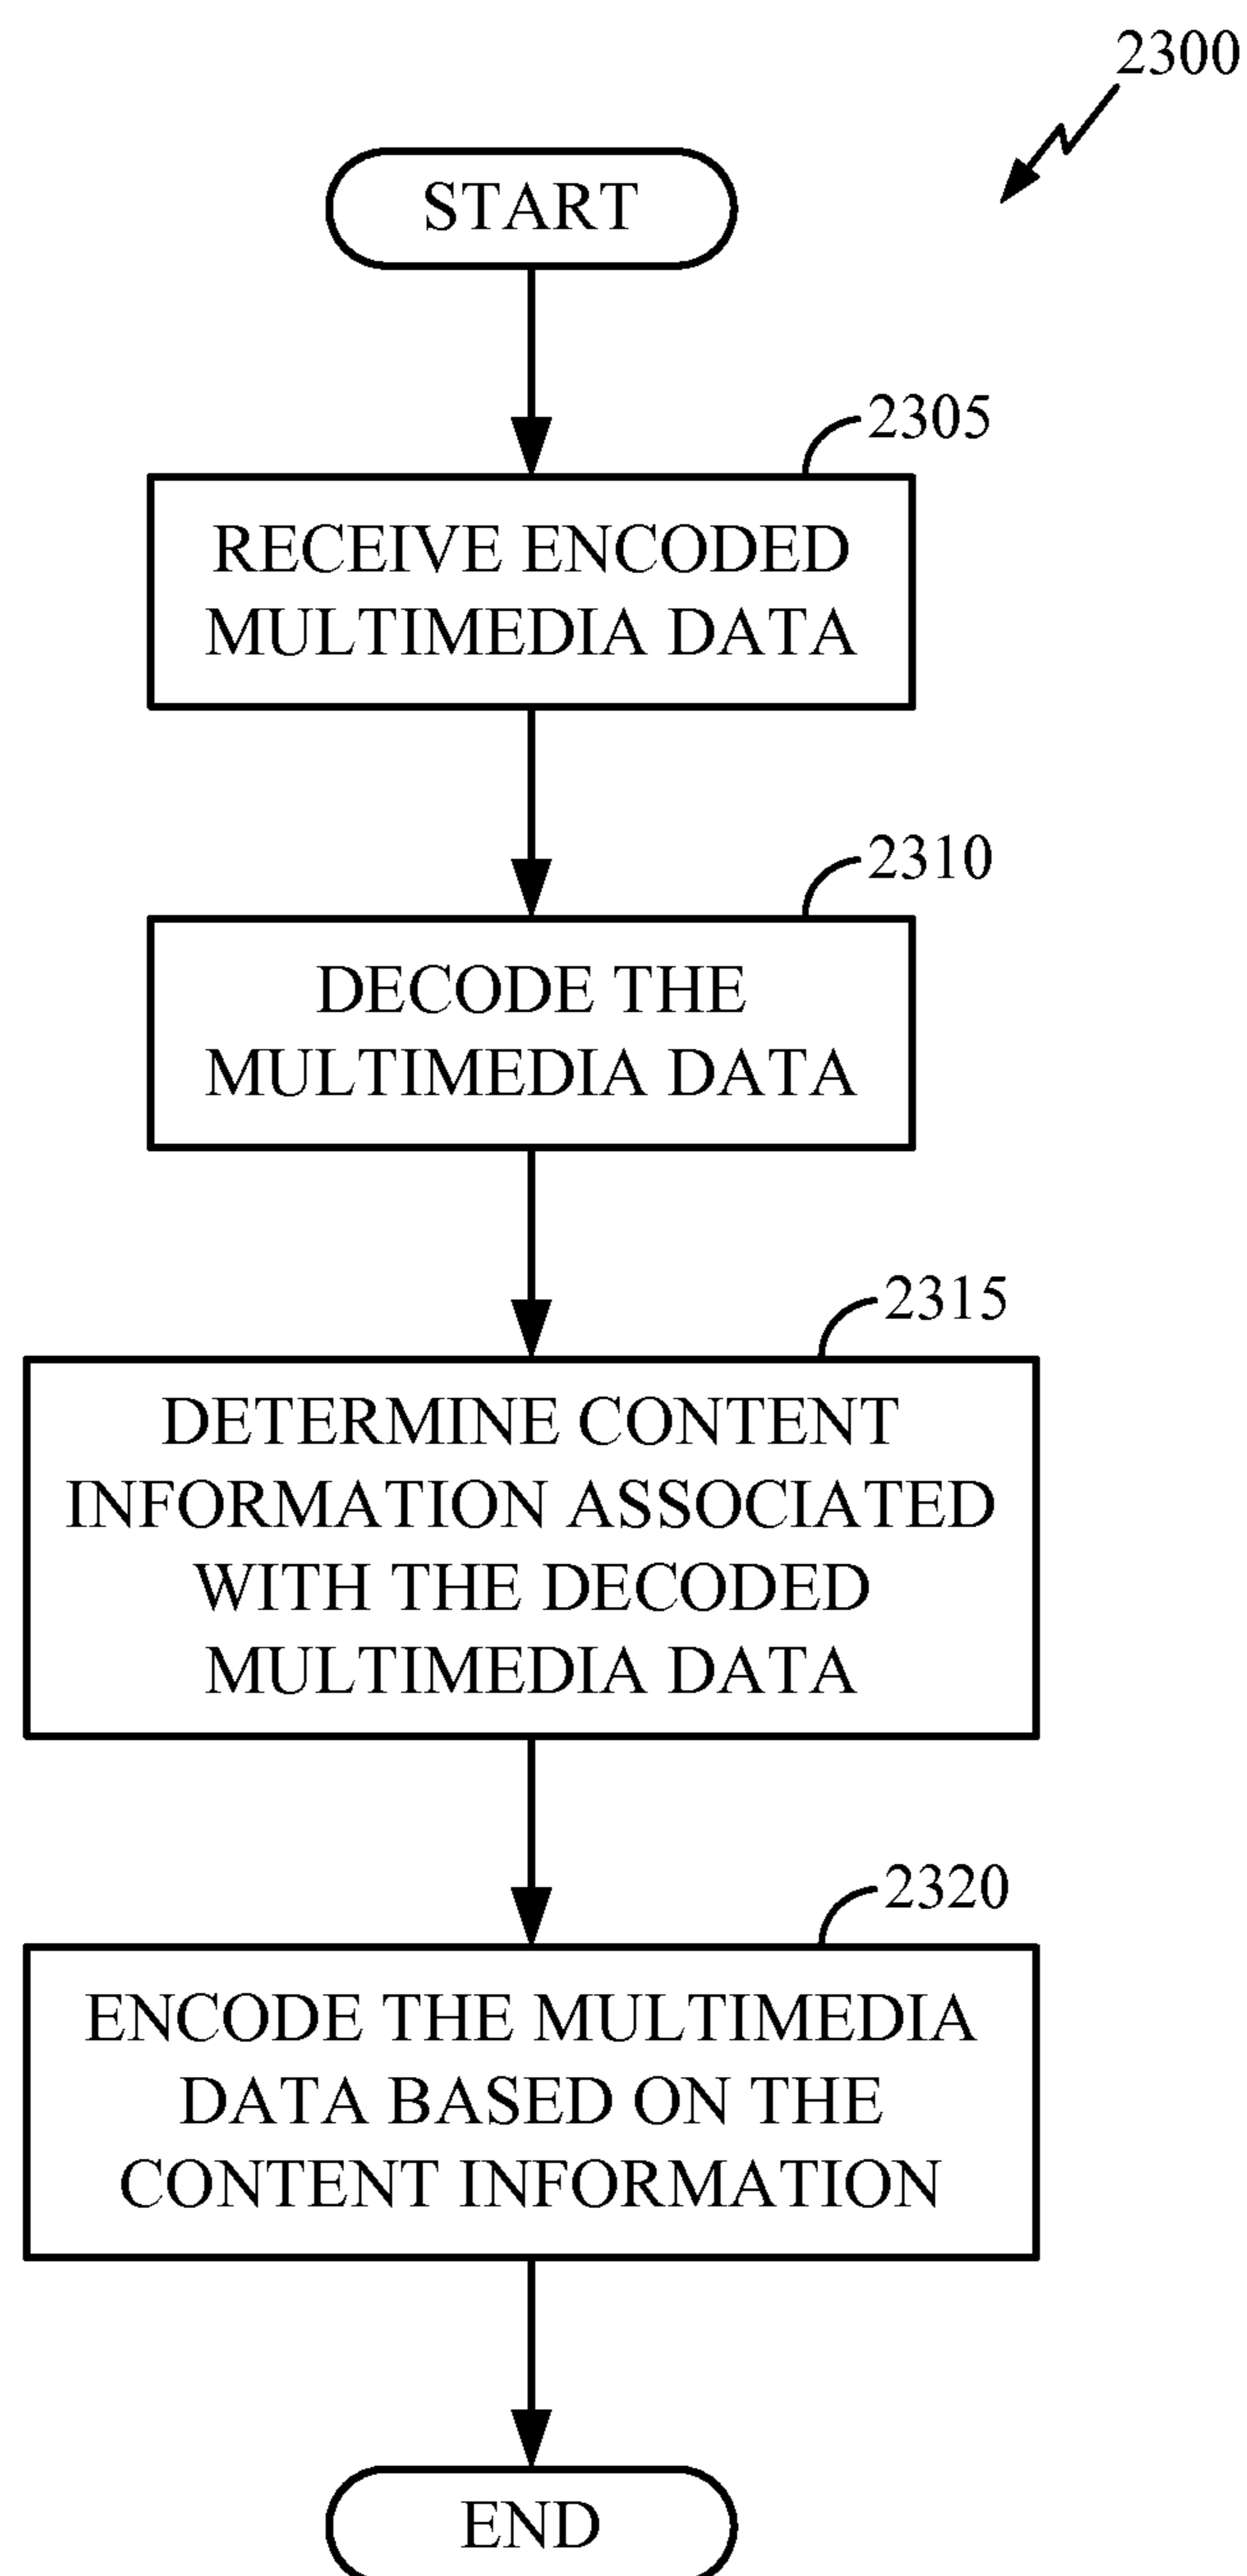 2300
START
2305
RECEIVE ENCODED
MULTIMEDIA DATA
2310
DECODE THE
MULTIMEDIA DATA
2315
DETERMINE CONTENT
INFORMATION ASSOCIATED
WITH THE DECODED
MULTIMEDIA DATA
2320
ENCODE THE MULTIMEDIA
DATA BASED ON THE
CONTENT INFORMATION
END